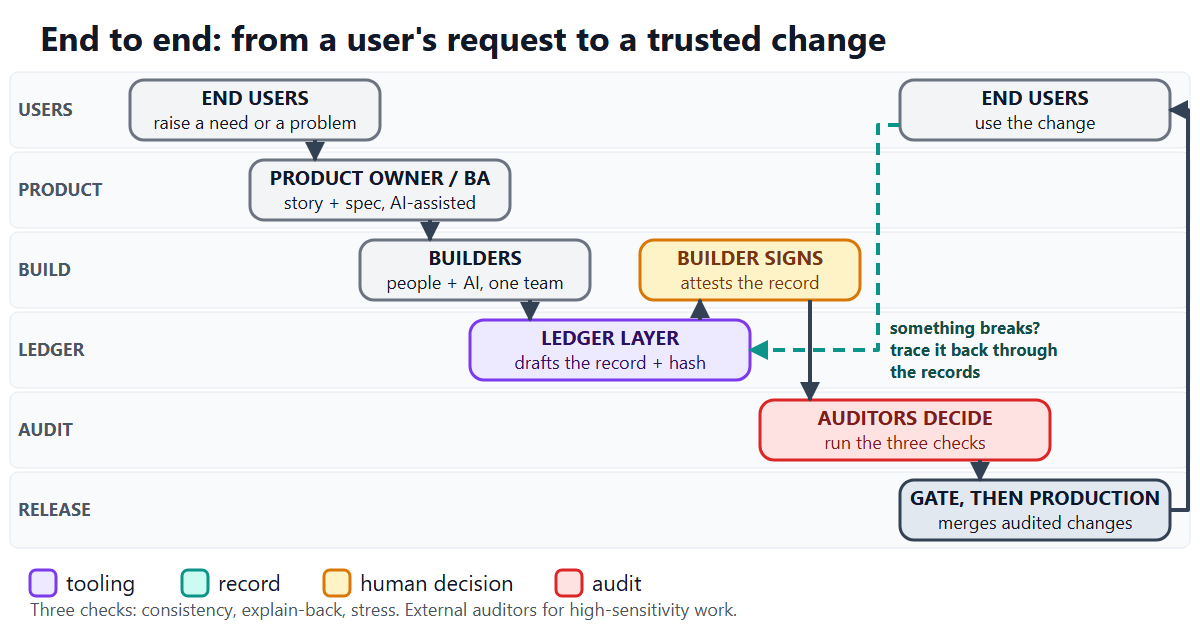 End to end: from a user's request to a trusted change
USERS
END USERS
raise a need or a problem
END USERS
use the change
PRODUCT
PRODUCT OWNER / BA
story + spec, AI-assisted
BUILD
BUILDERS
people + AI, one team
BUILDER SIGNS
attests the record
LEDGER
LEDGER LAYER
drafts the record + hash
something breaks?
trace it back through
the records
AUDIT
AUDITORS DECIDE
run the three checks
RELEASE
GATE, THEN PRODUCTION
merges audited changes
tooling
record
human decision
audit
Three checks: consistency, explain-back, stress. External auditors for high-sensitivity work.